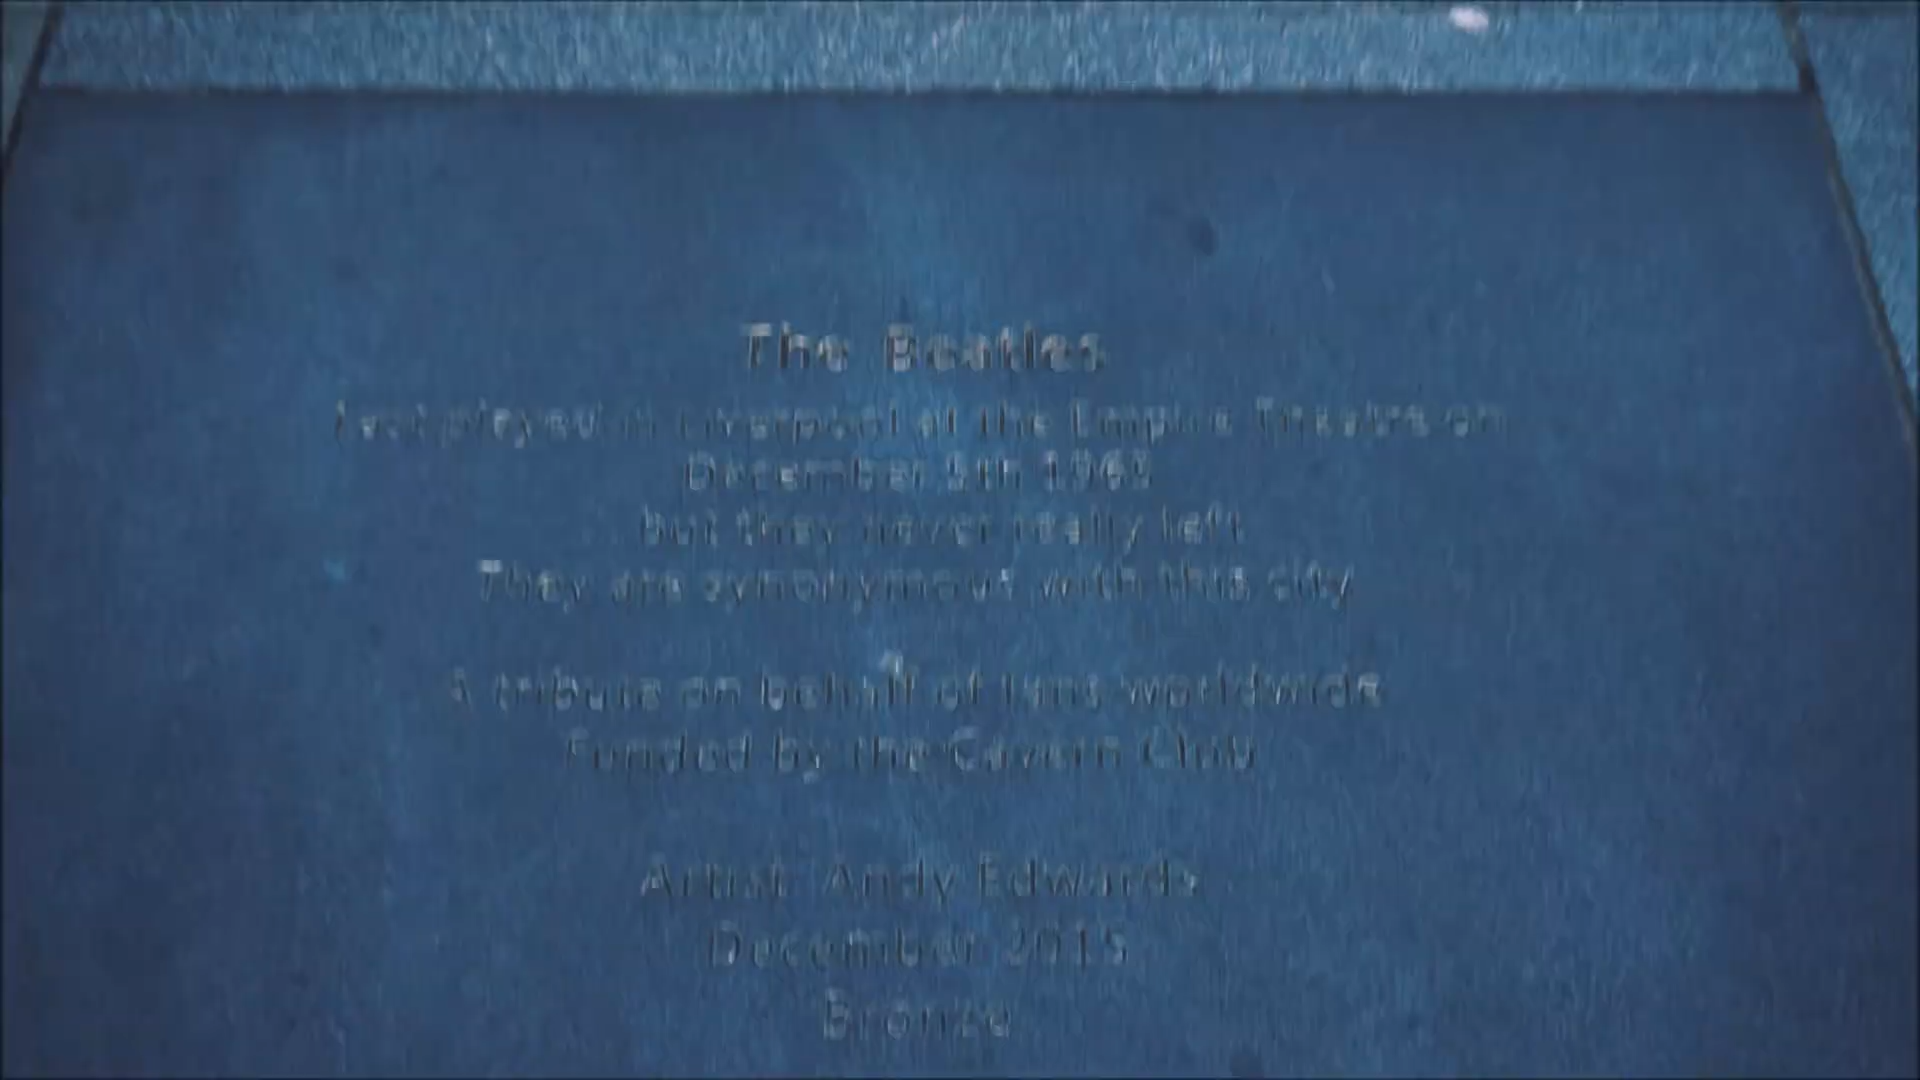 The Beatles
Last played in Liverpool at the Empire Theatre on
December 5th 1965
but they never really left
They are synonymous with this city
A tribute on behalf of fans worldwide
Funded by the Cavern Club
Artist: Andy Edwards
December 2015
Bronze